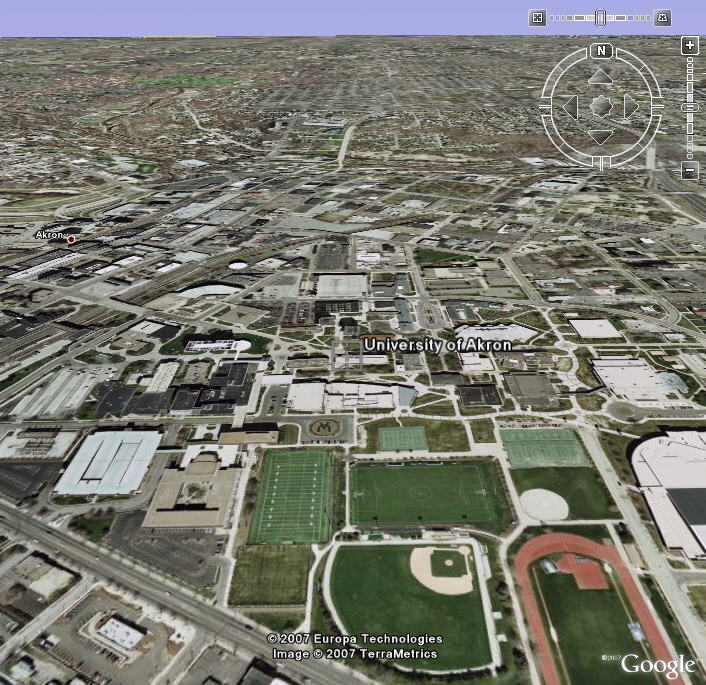 N
Akron
University of Akron
© 2007 Europa Technologies
Image © 2007 TerraMetrics
©2007 Google